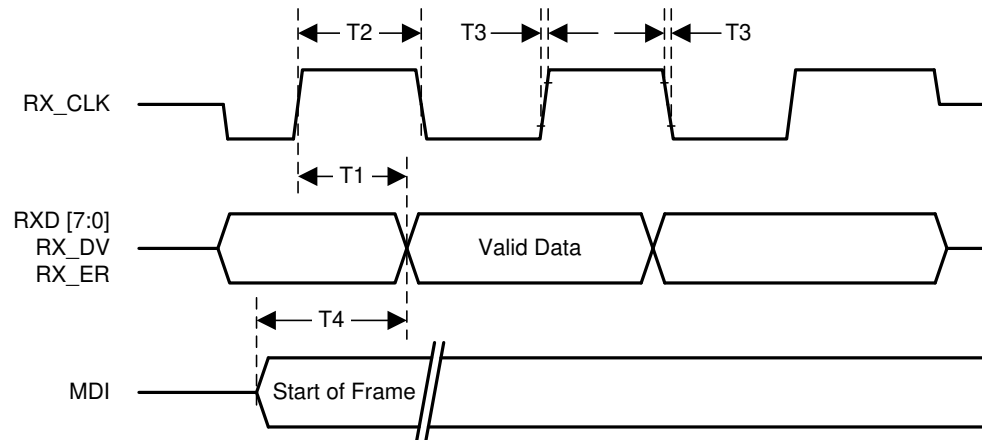 T2 T3 T3
RX_CLK
T1
RXD [7:0]
RX_DV Valid Data
RX_ER
T4
MDI Start of Frame